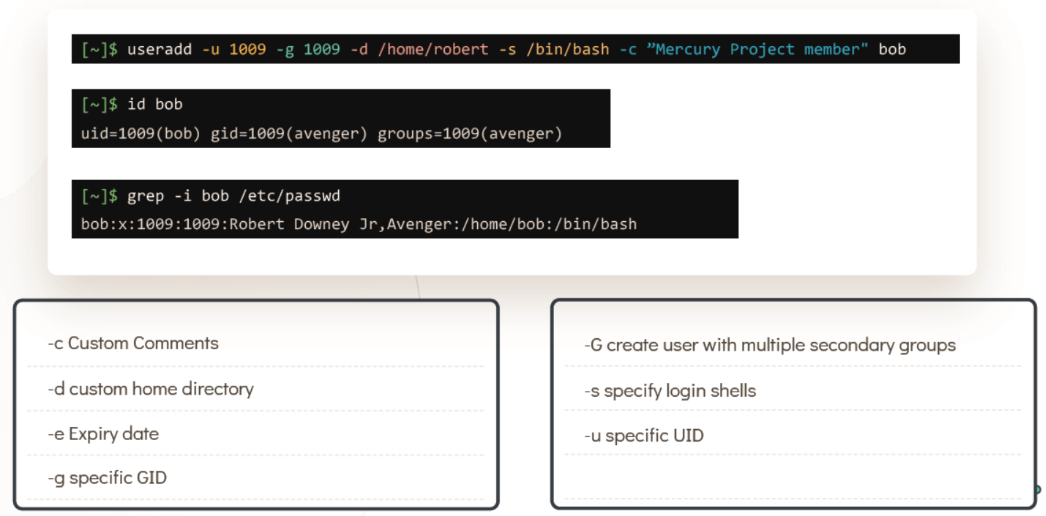 [~]$ useradd -u 1009 -g 1009 -d /home/robert -s /bin/bash -c ”Mercury Project member" bob
[~]$ id bob
uid=1009(bob) gid=1009(avenger) groups=1009(avenger)
[~]$ grep -i bob /etc/passwd
bob:x:1009:1009:Robert Downey Jr,Avenger:/home/bob:/bin/bash
-c Custom Comments
-d custom home directory
-e Expiry date
-g specific GID
-G create user with multiple secondary groups
-s specify login shells
-u specific UID